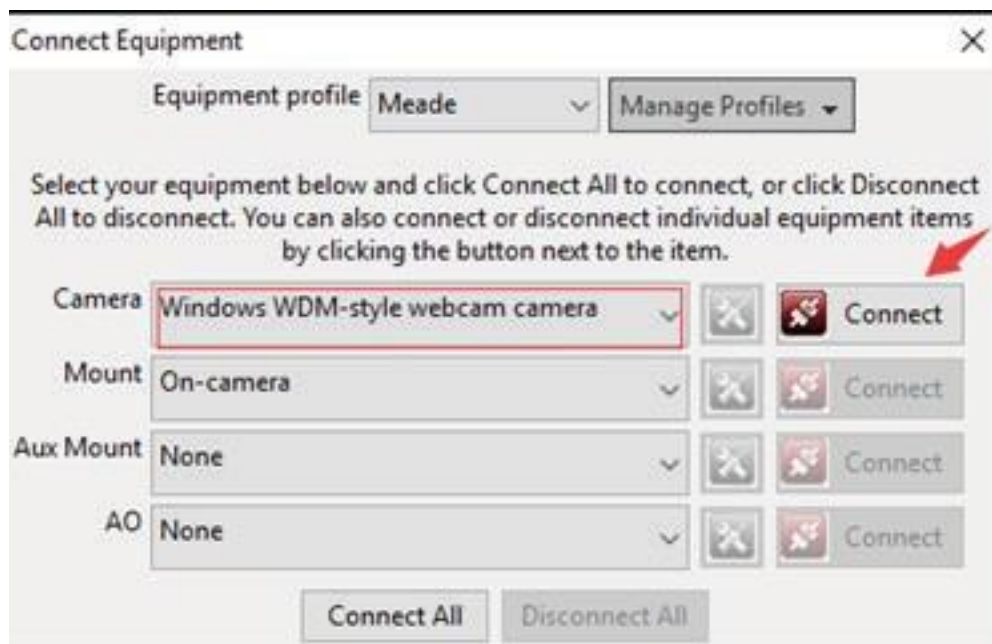 Connect Equipment
Equipment profile Meade Manage Profiles
Select your equipment below and click Connect All to connect, or click Disconnect
All to disconnect. You can also connect or disconnect individual equipment items
by clicking the button next to the item.
Camera Windows WDM-style webcam camera Connect
Mount On-camera Connect
Aux Mount None Connect
AO None Connect
Connect All Disconnect All